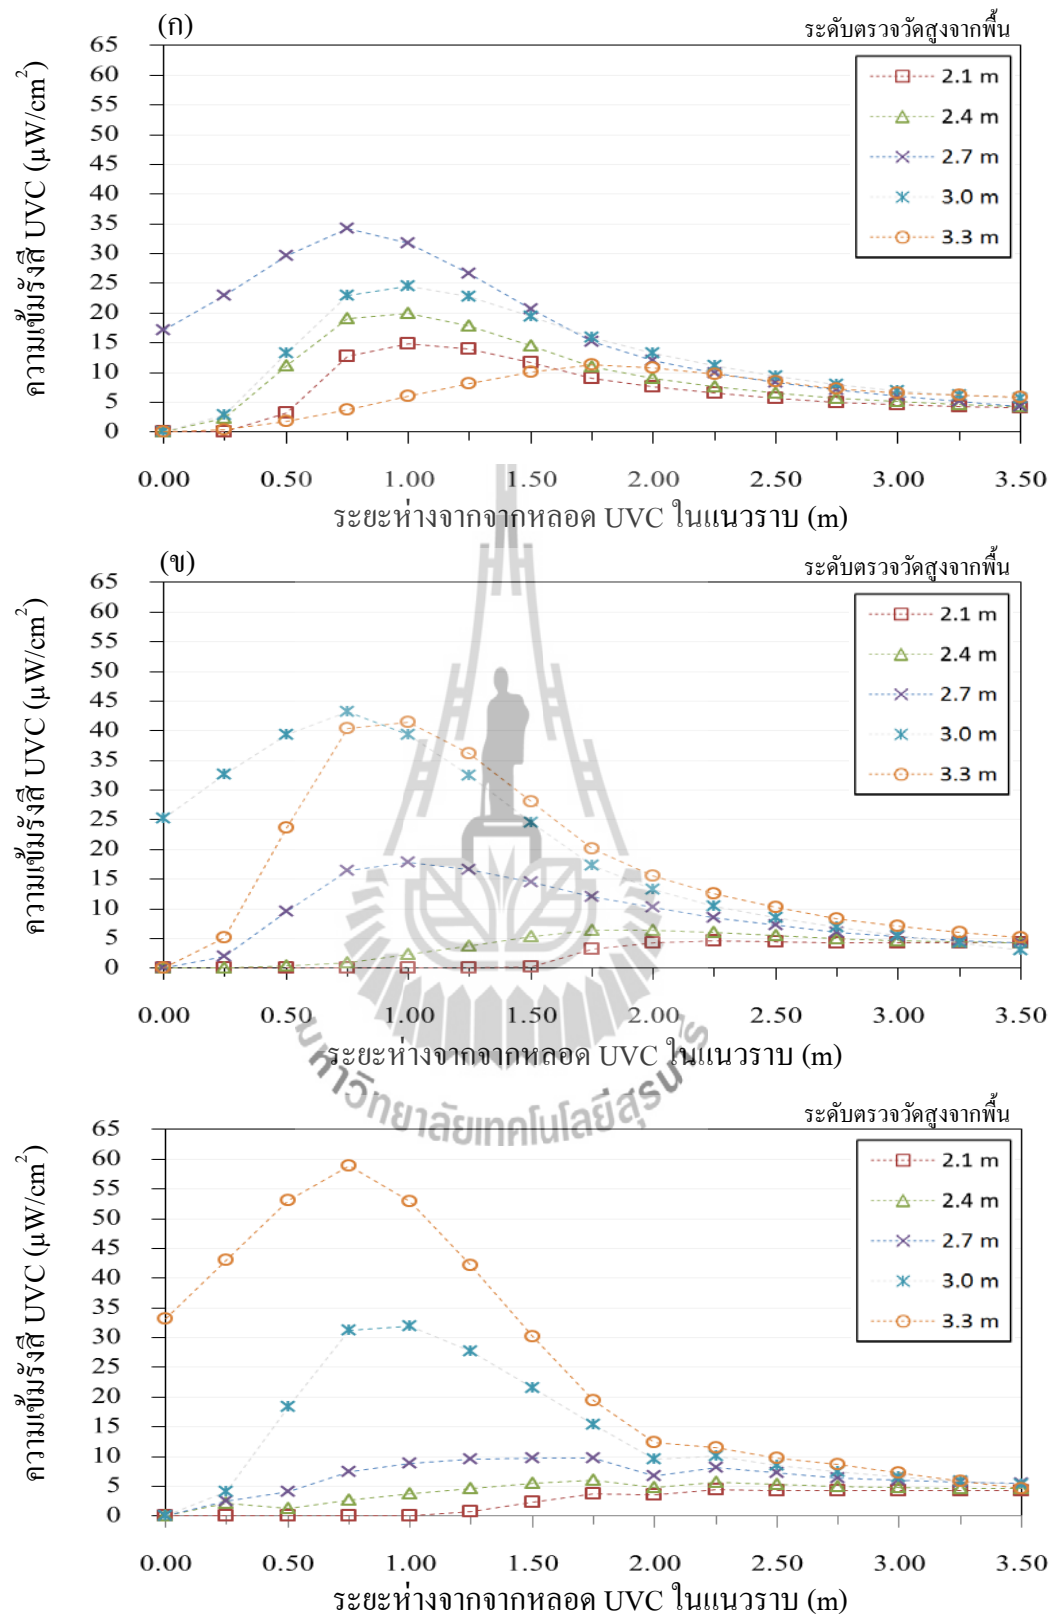 (ก)
ระดับตรวจวัดสูงจากพื้น
65
60
55
50
45
40
35
30
25
20
15
10
5
0
ความเข้มรังสี UVC (μW/cm²)
2.1 m
2.4 m
2.7 m
3.0 m
3.3 m
0.00 0.50 1.00 1.50 2.00 2.50 3.00 3.50
ระยะห่างจากจากหลอด UVC ในแนวราบ (m)
(ข)
ระดับตรวจวัดสูงจากพื้น
65
60
55
50
45
40
35
30
25
20
15
10
5
0
ความเข้มรังสี UVC (μW/cm²)
2.1 m
2.4 m
2.7 m
3.0 m
3.3 m
0.00 0.50 1.00 1.50 2.00 2.50 3.00 3.50
ระยะห่างจากจากหลอด UVC ในแนวราบ (m)
มหาวิทยาลัยเทคโนโลยีสุรนารี
ระดับตรวจวัดสูงจากพื้น
65
60
55
50
45
40
35
30
25
20
15
10
5
0
ความเข้มรังสี UVC (μW/cm²)
2.1 m
2.4 m
2.7 m
3.0 m
3.3 m
0.00 0.50 1.00 1.50 2.00 2.50 3.00 3.50
ระยะห่างจากจากหลอด UVC ในแนวราบ (m)